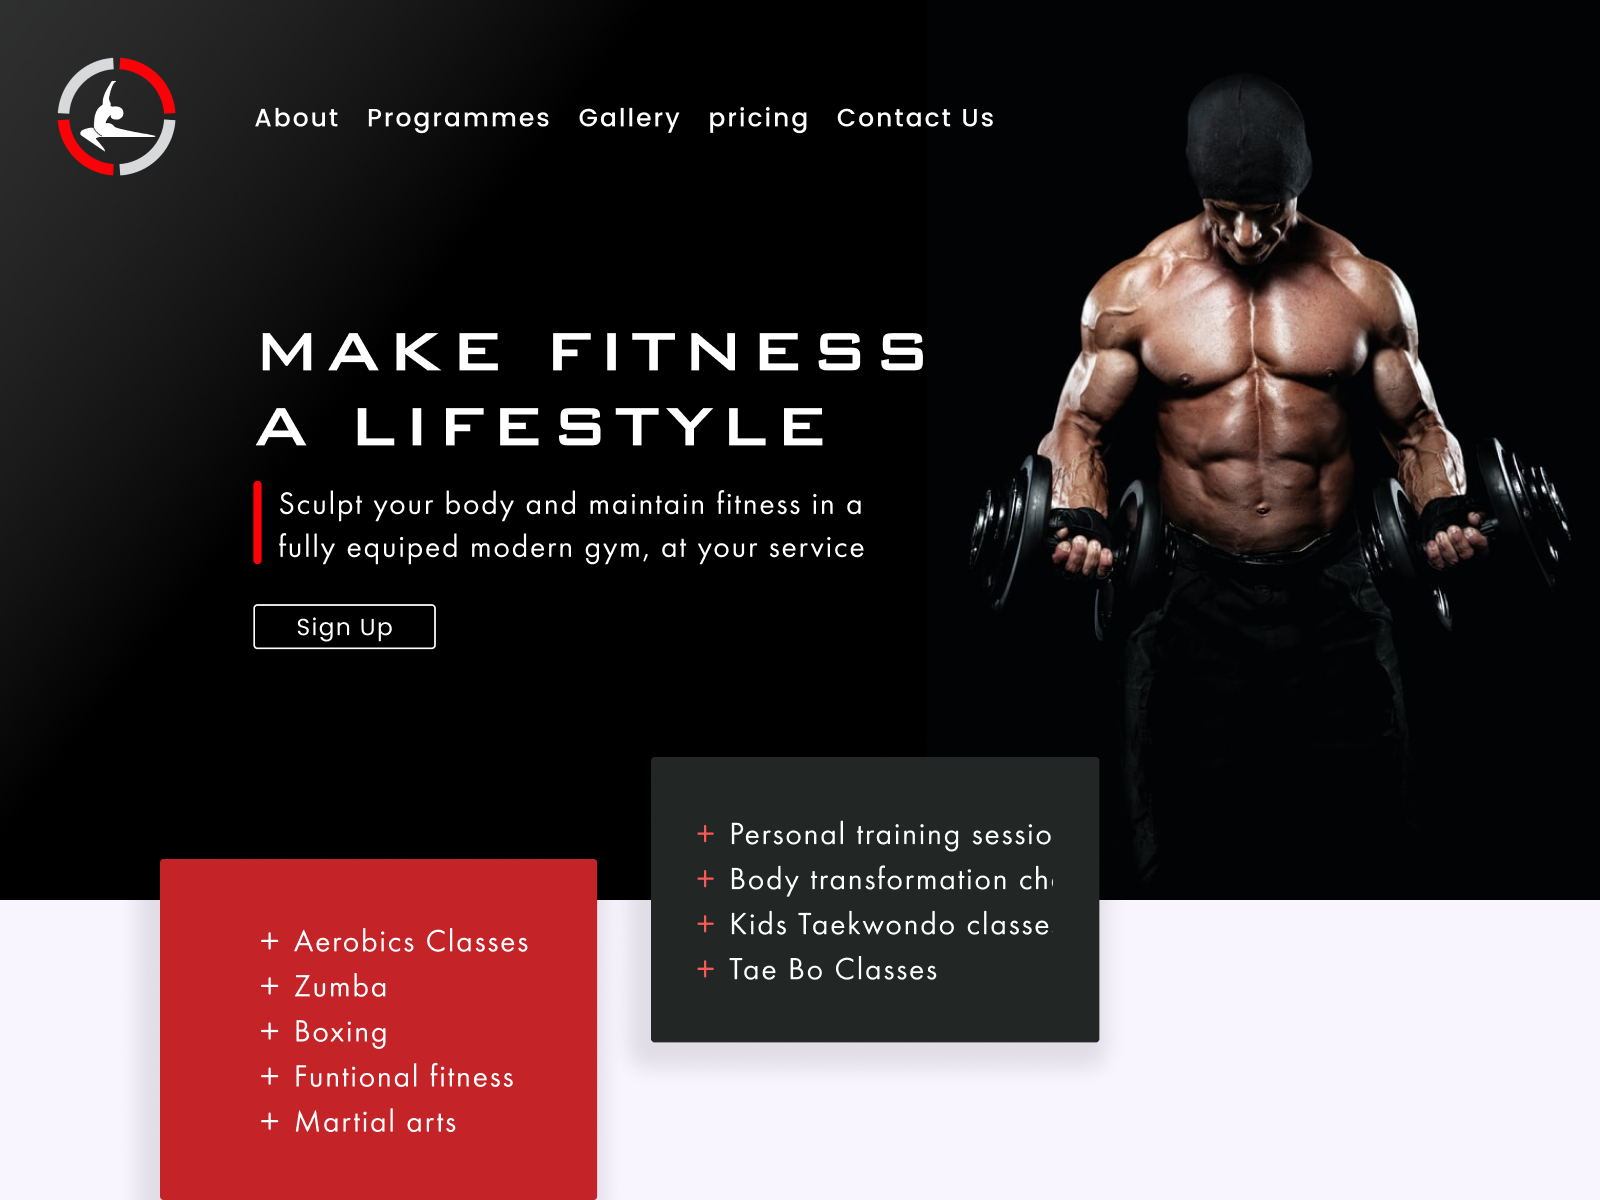 About Programmes Gallery pricing Contact Us
MAKE FITNESS
A LIFESTYLE
Sculpt your body and maintain fitness in a
fully equiped modern gym, at your service
Sign Up
+ Personal training sessio
+ Body transformation ch
+ Kids Taekwondo classe
+ Tae Bo Classes
+ Aerobics Classes
+ Zumba
+ Boxing
+ Funtional fitness
+ Martial arts